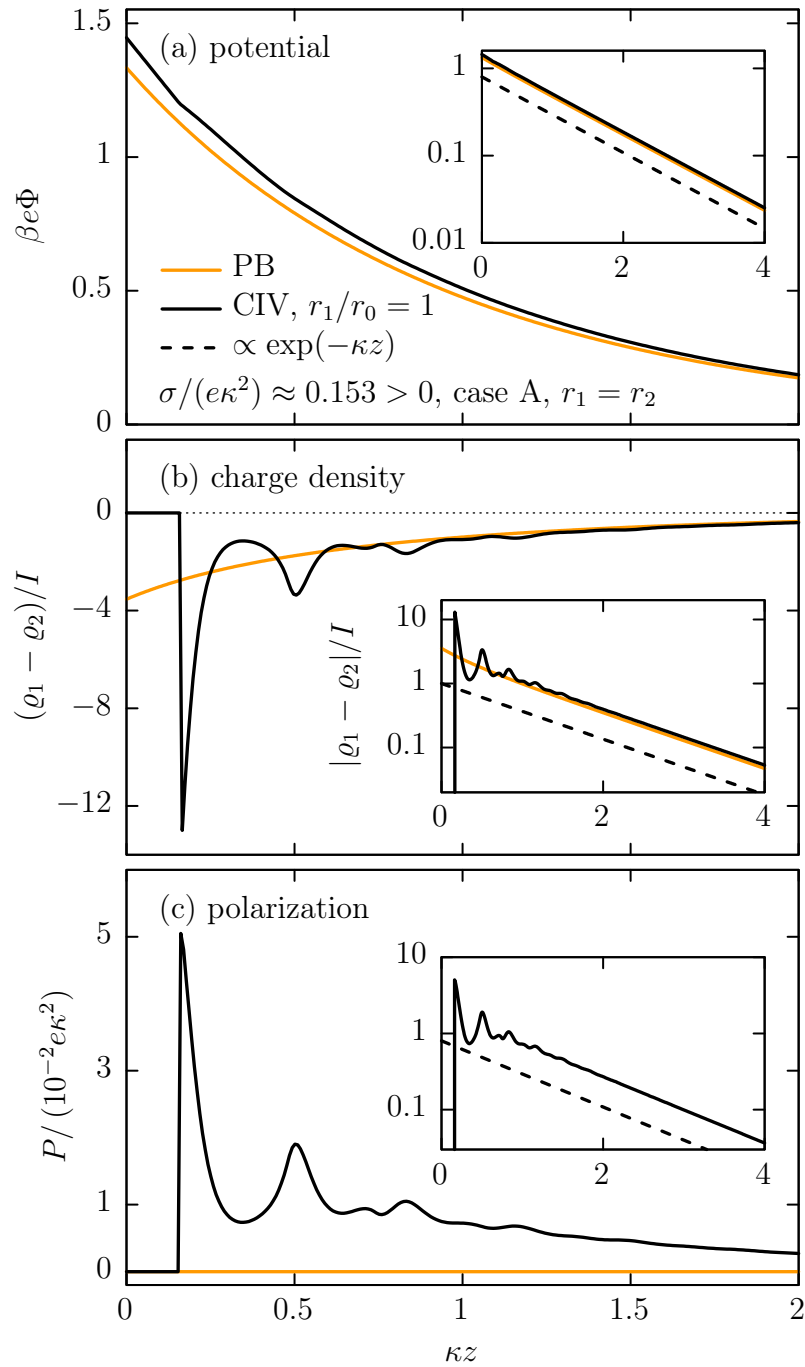 (a) potential
1.5
1
0.5
0
βeΦ
1
0.1
0.01
0
2
4
PB
CIV, r₁/r₀ = 1
∝ exp(−κz)
σ/(eκ²) ≈ 0.153 > 0, case A, r₁ = r₂
(b) charge density
0
−4
−8
−12
(ϱ₁ − ϱ₂)/I
|ϱ₁ − ϱ₂|/I
10
1
0.1
0
2
4
(c) polarization
5
3
1
0
P/(10⁻²eκ²)
10
1
0.1
0
2
4
0
0.5
1
1.5
2
κz